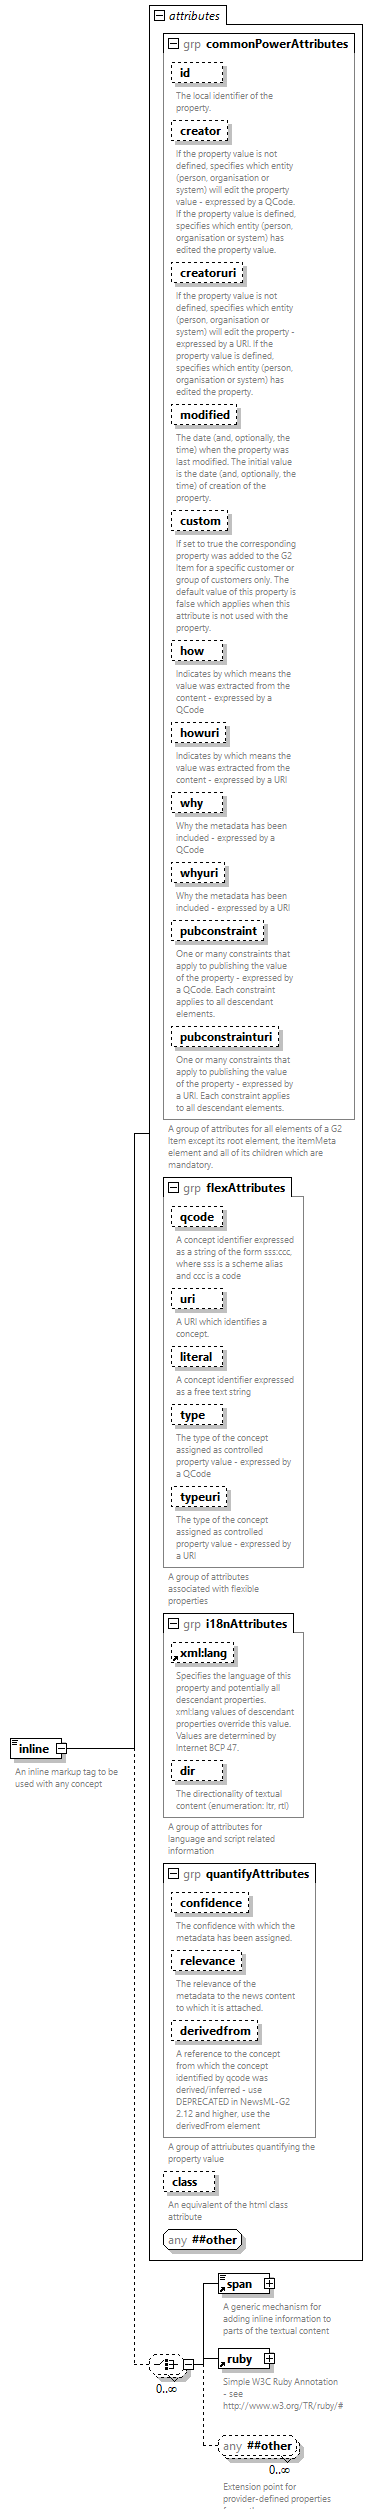 attributes
grp commonPowerAttributes
id
The local identifier of the
property.
creator
If the property value is not
defined, specifies which entity
(person, organisation or
system) will edit the property
value - expressed by a QCode.
If the property value is defined,
specifies which entity (person,
organisation or system) has
edited the property value.
creatoruri
If the property value is not
defined, specifies which entity
(person, organisation or
system) will edit the property -
expressed by a URI. If the
property value is defined,
specifies which entity (person,
organisation or system) has
edited the property.
modified
The date (and, optionally, the
time) when the property was
last modified. The initial value
is the date (and, optionally, the
time) of creation of the
property.
custom
If set to true the corresponding
property was added to the G2
Item for a specific customer or
group of customers only. The
default value of this property is
false which applies when this
attribute is not used with the
property.
how
Indicates by which means the
value was extracted from the
content - expressed by a
QCode
howuri
Indicates by which means the
value was extracted from the
content - expressed by a URI
why
Why the metadata has been
included - expressed by a
QCode
whyuri
Why the metadata has been
included - expressed by a URI
pubconstraint
One or many constraints that
apply to publishing the value
of the property - expressed by
a QCode. Each constraint
applies to all descendant
elements.
pubconstrainturi
One or many constraints that
apply to publishing the value
of the property - expressed by
a URI. Each constraint applies
to all descendant elements.
A group of attributes for all elements of a G2
Item except its root element, the itemMeta
element and all of its children which are
mandatory.
grp flexAttributes
qcode
A concept identifier expressed
as a string of the form sss:ccc,
where sss is a scheme alias
and ccc is a code
uri
A URI which identifies a
concept.
literal
A concept identifier expressed
as a free text string
type
The type of the concept
assigned as controlled
property value - expressed by
a QCode
typeuri
The type of the concept
assigned as controlled
property value - expressed by
a URI
A group of attributes
associated with flexible
properties
grp i18nAttributes
xml:lang
Specifies the language of this
property and potentially all
descendant properties.
xml:lang values of descendant
properties override this value.
Values are determined by
Internet BCP 47.
dir
The directionality of textual
content (enumeration: ltr, rtl)
A group of attributes for
language and script related
information
inline
An inline markup tag to be
used with any concept
grp quantifyAttributes
confidence
The confidence with which the
metadata has been assigned.
relevance
The relevance of the
metadata to the news content
to which it is attached.
derivedfrom
A reference to the concept
from which the concept
identified by qcode was
derived/inferred - use
DEPRECATED in NewsML-G2
2.12 and higher, use the
derivedFrom element
A group of attriubutes quantifying the
property value
class
An equivalent of the html class
attribute
any ##other
span
A generic mechanism for
adding inline information to
parts of the textual content
0..∞
ruby
Simple W3C Ruby Annotation
- see
http://www.w3.org/TR/ruby/#
any ##other
0..∞
Extension point for
provider-defined properties